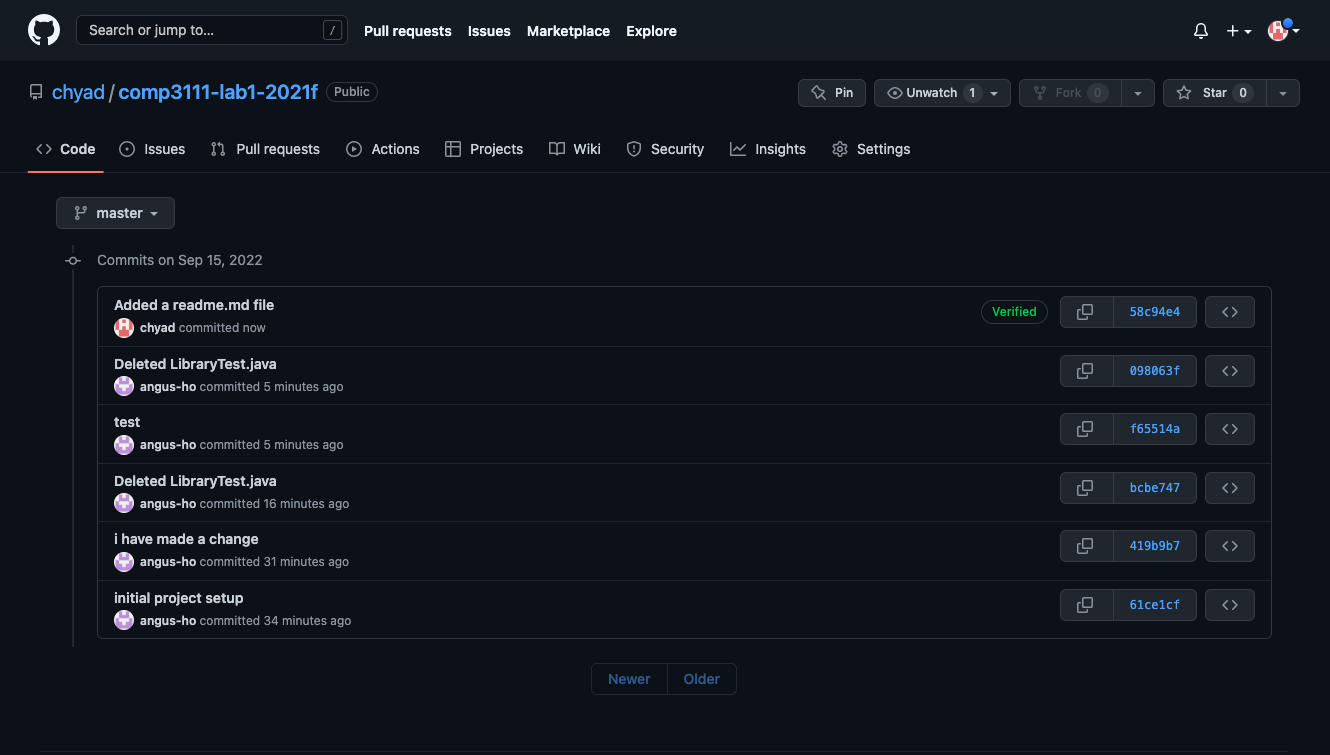 Search or jump to... / Pull requests Issues Marketplace Explore
chyad / comp3111-lab1-2021f Public Pin Unwatch 1 Fork 0 Star 0
Code Issues Pull requests Actions Projects Wiki Security Insights Settings
master
Commits on Sep 15, 2022
Added a readme.md file
chyad committed now
Verified 58c94e4
Deleted LibraryTest.java
angus-ho committed 5 minutes ago
098063f
test
angus-ho committed 5 minutes ago
f65514a
Deleted LibraryTest.java
angus-ho committed 16 minutes ago
bcbe747
i have made a change
angus-ho committed 31 minutes ago
419b9b7
initial project setup
angus-ho committed 34 minutes ago
61ce1cf
Newer Older